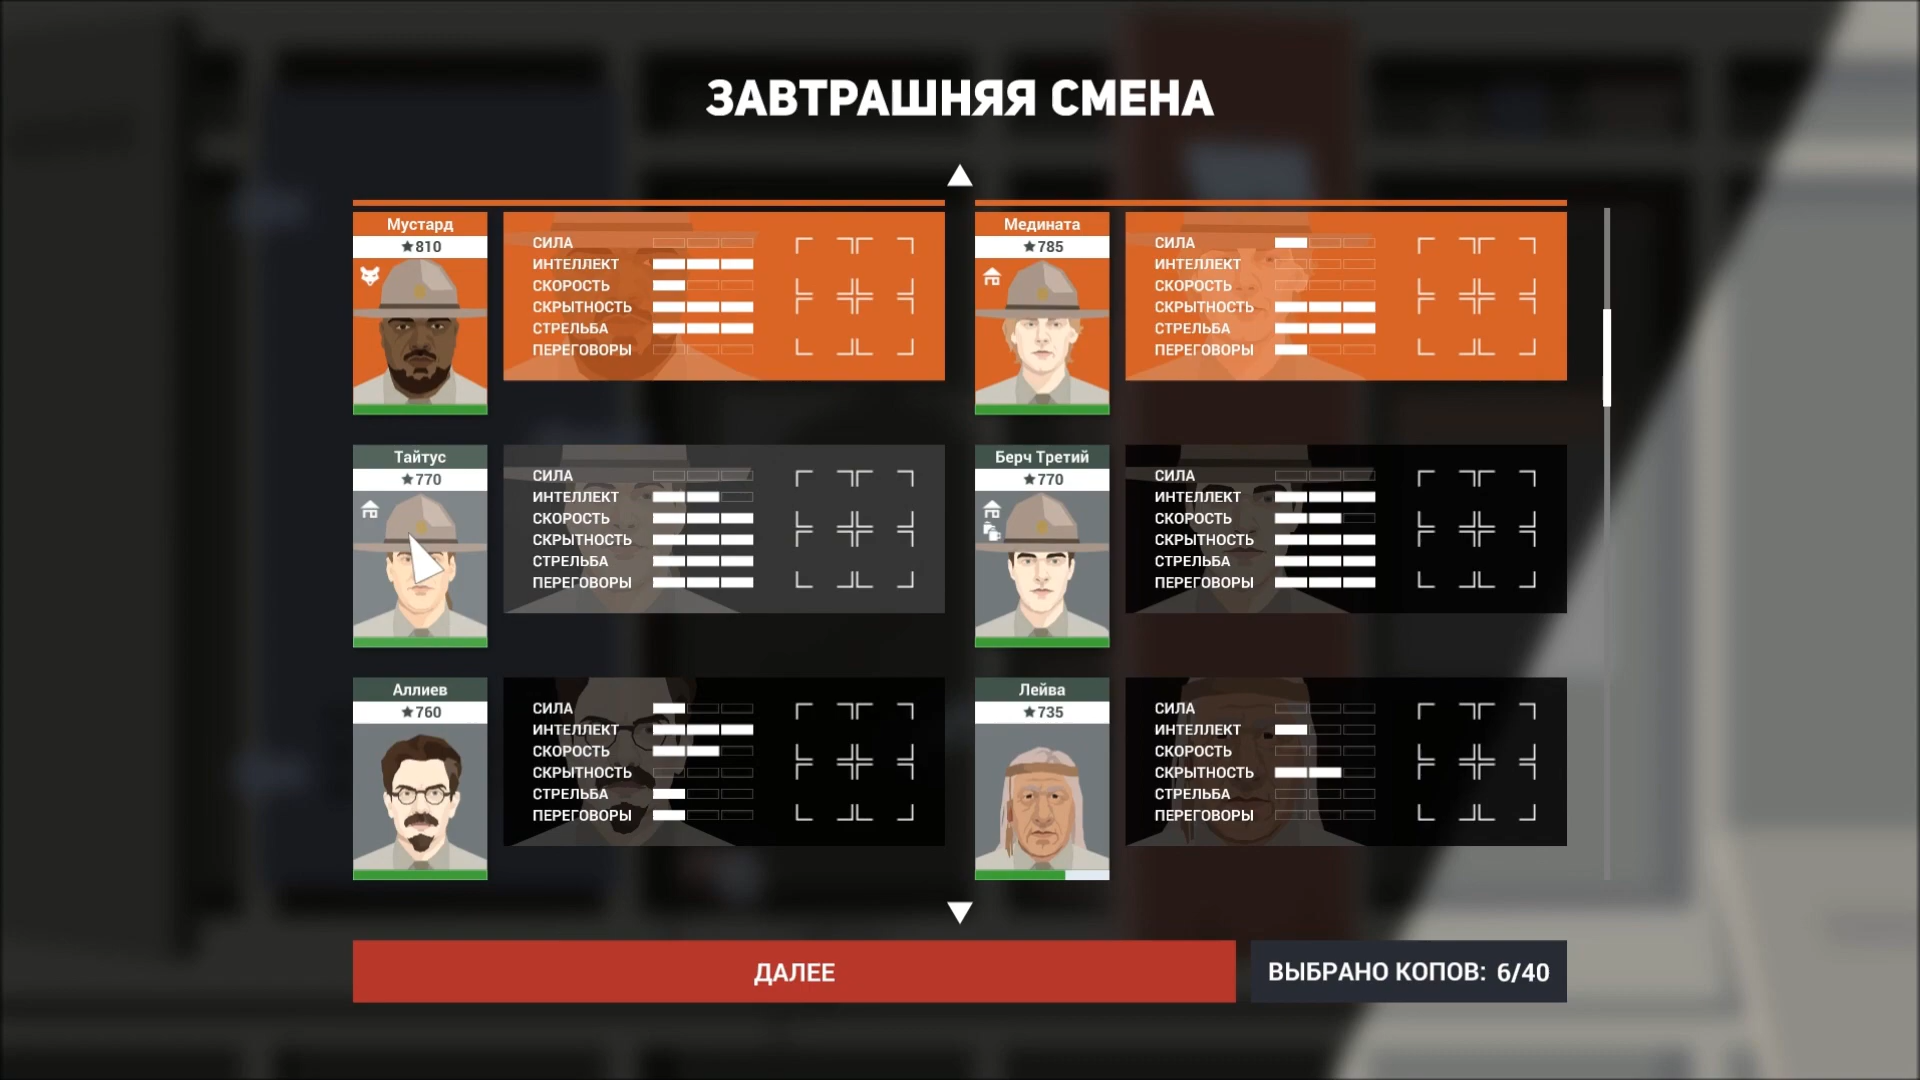 ЗАВТРАШНЯЯ СМЕНА
Мустард
★810
СИЛА
ИНТЕЛЛЕКТ
СКОРОСТЬ
СКРЫТНОСТЬ
СТРЕЛЬБА
ПЕРЕГОВОРЫ
Медината
★785
СИЛА
ИНТЕЛЛЕКТ
СКОРОСТЬ
СКРЫТНОСТЬ
СТРЕЛЬБА
ПЕРЕГОВОРЫ
Тайтус
★770
СИЛА
ИНТЕЛЛЕКТ
СКОРОСТЬ
СКРЫТНОСТЬ
СТРЕЛЬБА
ПЕРЕГОВОРЫ
Берч Третий
★770
СИЛА
ИНТЕЛЛЕКТ
СКОРОСТЬ
СКРЫТНОСТЬ
СТРЕЛЬБА
ПЕРЕГОВОРЫ
Аллиев
★760
СИЛА
ИНТЕЛЛЕКТ
СКОРОСТЬ
СКРЫТНОСТЬ
СТРЕЛЬБА
ПЕРЕГОВОРЫ
Лейва
★735
СИЛА
ИНТЕЛЛЕКТ
СКОРОСТЬ
СКРЫТНОСТЬ
СТРЕЛЬБА
ПЕРЕГОВОРЫ
ДАЛЕЕ
ВЫБРАНО КОПОВ: 6/40